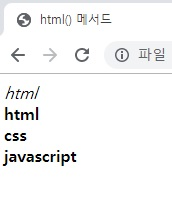 html() 메서드
파일
html
html
css
javascript